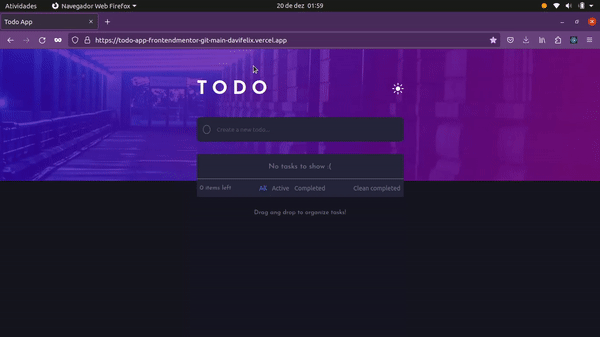 Atividades Navegador Web Firefox 20 de dez 01:59
Todo App
https://todo-app-frontendmentor-git-main-davifelix.vercel.app
TODO
Create a new todo...
No tasks to show :(
0 items left All Active Completed Clean completed
Drag ang drop to organize tasks!